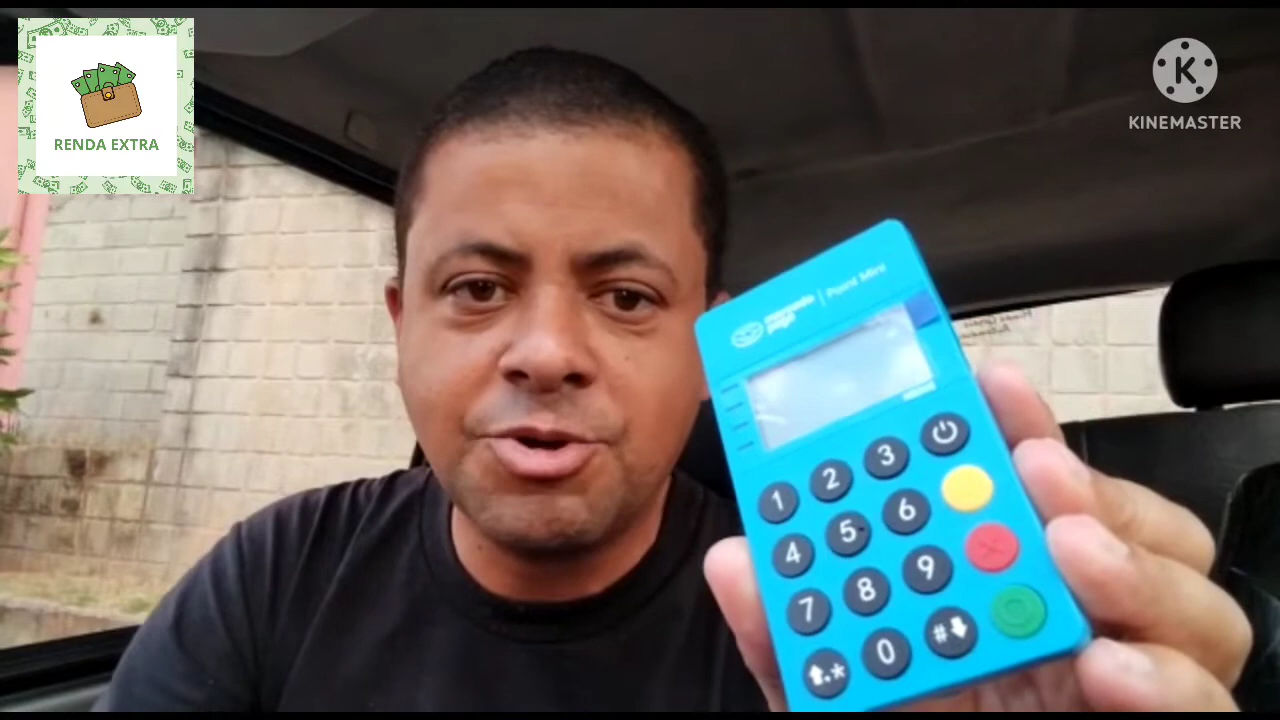 RENDA EXTRA
KINEMASTER
mercado pago | Point Mini
1 2 3
4 5 6
7 8 9
0 #